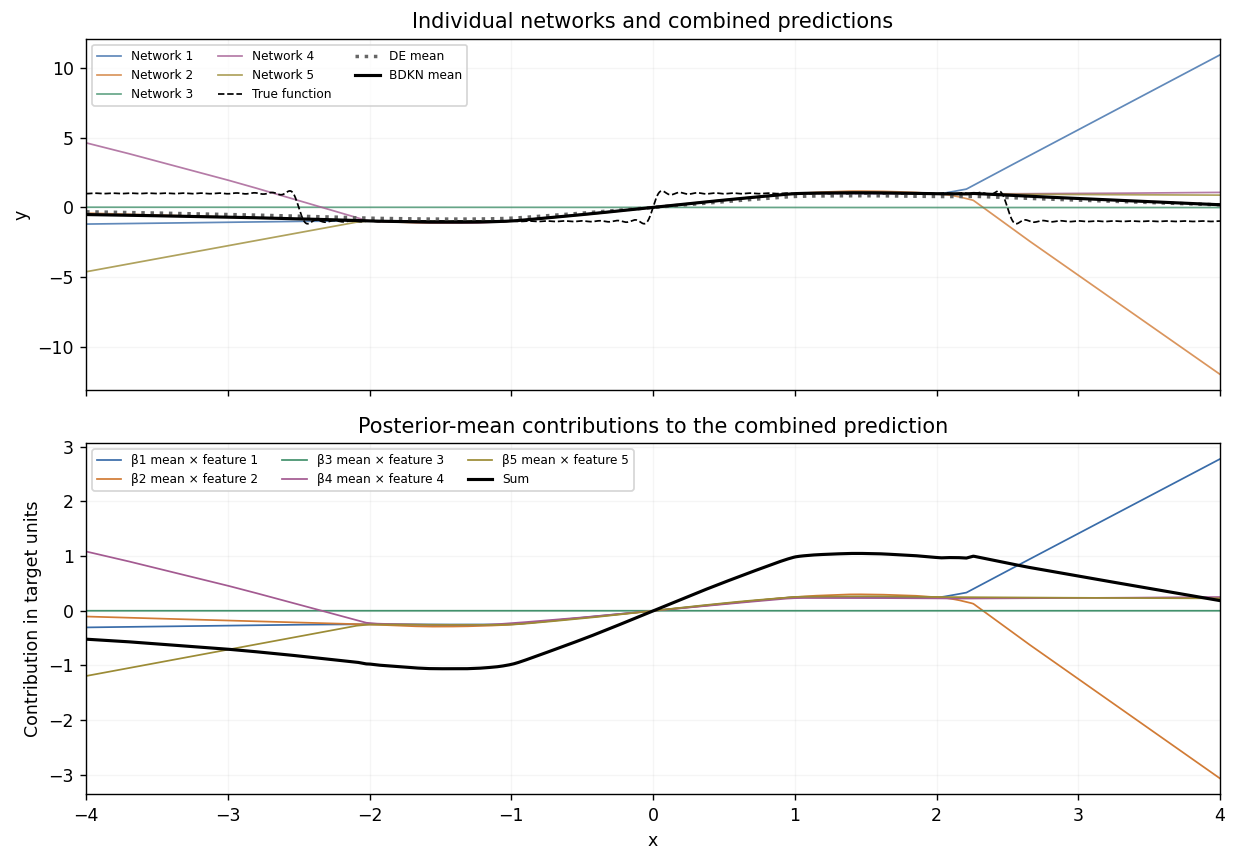 Individual networks and combined predictions
Network 1
Network 2
Network 3
Network 4
Network 5
True function
DE mean
BDKN mean
10
5
0
−5
−10
y
Posterior-mean contributions to the combined prediction
β1 mean × feature 1
β2 mean × feature 2
β3 mean × feature 3
β4 mean × feature 4
β5 mean × feature 5
Sum
3
2
1
0
−1
−2
−3
Contribution in target units
−4
−3
−2
−1
0
1
2
3
4
x